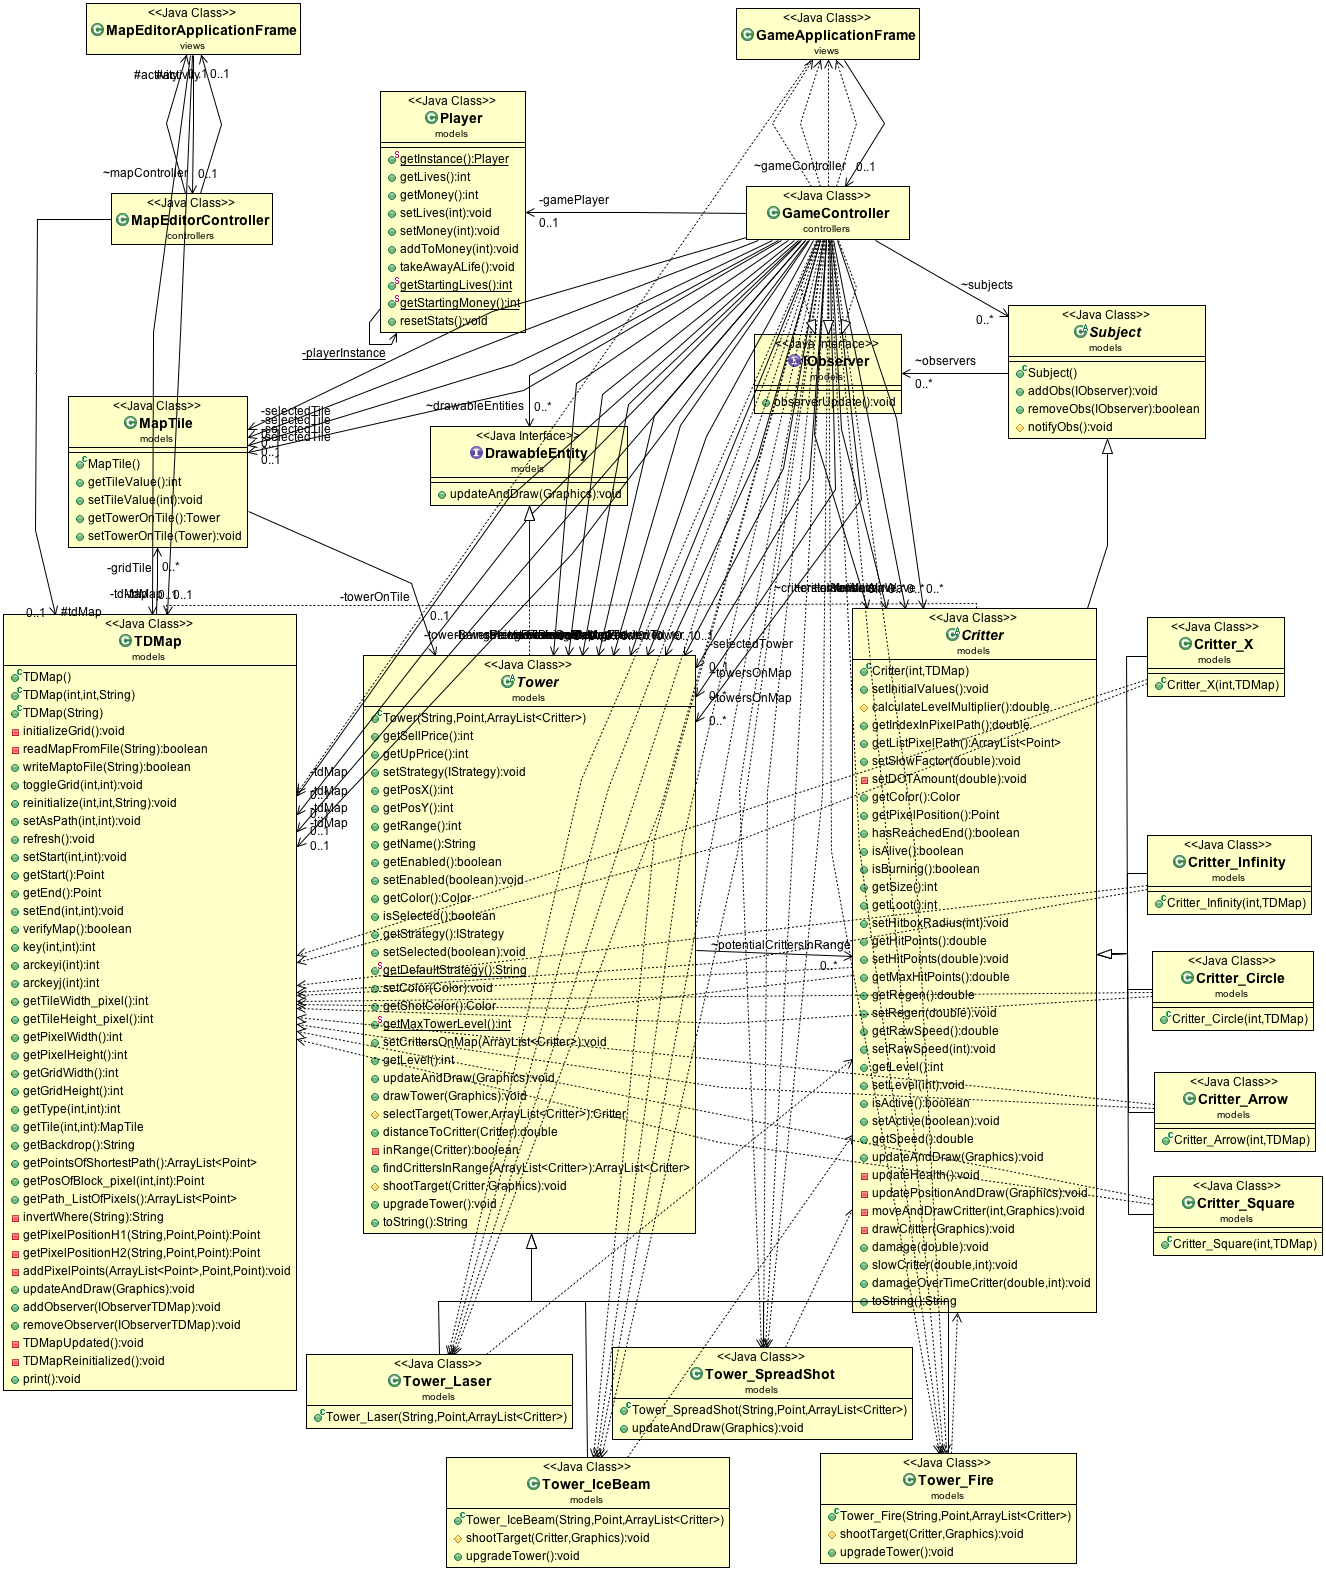 <<Java Class>>
MapEditorApplicationFrame
views
<<Java Class>>
GameApplicationFrame
views
0..1
0..1
<<Java Class>>
Player
models
getInstance():Player
getLives():int
getMoney():int
setLives(int):void
setMoney(int):void
addToMoney(int):void
takeAwayALife():void
getStartingLives():int
getStartingMoney():int
resetStats():void
-playerInstance
~mapController
0..1
~gameController
0..1
<<Java Class>>
MapEditorController
controllers
<<Java Class>>
GameController
controllers
-gamePlayer
0..1
~subjects
0..*
<<Java Class>>
Subject
models
Subject()
addObs(IObserver):void
removeObs(IObserver):boolean
notifyObs():void
<<Java Interface>>
IObserver
models
observerUpdate():void
~observers
0..*
<<Java Class>>
MapTile
models
MapTile()
getTileValue():int
setTileValue(int):void
getTowerOnTile():Tower
setTowerOnTile(Tower):void
-selectedTile
-selectedTile
-selectedTile
-selectedTile
0..1
0..1
~drawableEntities
0..*
<<Java Interface>>
DrawableEntity
models
updateAndDraw(Graphics):void
-gridTile
0..*
0..1
#tdMap
-towerOnTile
0..1
-selectedTower
0..1
~towersOnMap
0..*
~towersOnMap
0..*
0..*
<<Java Class>>
TDMap
models
TDMap()
TDMap(int,int,String)
TDMap(String)
initializeGrid():void
readMapFromFile(String):boolean
writeMaptoFile(String):boolean
toggleGrid(int,int):void
reinitialize(int,int,String):void
setAsPath(int,int):void
refresh():void
setStart(int,int):void
getStart():Point
getEnd():Point
setEnd(int,int):void
verifyMap():boolean
key(int,int):int
arckeyi(int):int
arckeyj(int):int
getTileWidth_pixel():int
getTileHeight_pixel():int
getPixelWidth():int
getPixelHeight():int
getGridWidth():int
getGridHeight():int
getType(int,int):int
getTile(int,int):MapTile
getBackdrop():String
getPointsOfShortestPath():ArrayList<Point>
getPosOfBlock_pixel(int,int):Point
getPath_ListOfPixels():ArrayList<Point>
invertWhere(String):String
getPixelPositionH1(String,Point,Point):Point
getPixelPositionH2(String,Point,Point):Point
addPixelPoints(ArrayList<Point>,Point,Point):void
updateAndDraw(Graphics):void
addObserver(IObserverTDMap):void
removeObserver(IObserverTDMap):void
TDMapUpdated():void
TDMapReinitialized():void
print():void
-tdMap
-tdMap
-tdMap
-tdMap
0..1
0..1
0..1
<<Java Class>>
Tower
models
Tower(String,Point,ArrayList<Critter>)
getSellPrice():int
getUpPrice():int
setStrategy(IStrategy):void
getPosX():int
getPosY():int
getRange():int
getName():String
getEnabled():boolean
setEnabled(boolean):void
getColor():Color
isSelected():boolean
getStrategy():IStrategy
setSelected(boolean):void
getDefaultStrategy():String
setColor(Color):void
getShotColor():Color
getMaxTowerLevel():int
setCrittersOnMap(ArrayList<Critter>):void
getLevel():int
updateAndDraw(Graphics):void
drawTower(Graphics):void
selectTarget(Tower,ArrayList<Critter>):Critter
distanceToCritter(Critter):double
inRange(Critter):boolean
findCrittersInRange(ArrayList<Critter>):ArrayList<Critter>
shootTarget(Critter,Graphics):void
upgradeTower():void
toString():String
~potentialCrittersInRange
0..*
<<Java Class>>
Critter
models
Critter(int,TDMap)
setInitialValues():void
calculateLevelMultiplier():double
getIndexInPixelPath():double
getListPixelPath():ArrayList<Point>
setSlowFactor(double):void
setDOTAmount(double):void
getColor():Color
getPixelPosition():Point
hasReachedEnd():boolean
isAlive():boolean
isBurning():boolean
getSize():int
getLoot():int
setHitboxRadius(int):void
getHitPoints():double
setHitPoints(double):void
getMaxHitPoints():double
getRegen():double
setRegen(double):void
getRawSpeed():double
setRawSpeed(int):void
getLevel():int
setLevel(int):void
isActive():boolean
setActive(boolean):void
getSpeed():double
updateAndDraw(Graphics):void
updateHealth():void
updatePositionAndDraw(Graphics):void
moveAndDrawCritter(int,Graphics):void
drawCritter(Graphics):void
damage(double):void
slowCritter(double,int):void
damageOverTimeCritter(double,int):void
toString():String
<<Java Class>>
Critter_X
models
Critter_X(int,TDMap)
<<Java Class>>
Critter_Infinity
models
Critter_Infinity(int,TDMap)
<<Java Class>>
Critter_Circle
models
Critter_Circle(int,TDMap)
<<Java Class>>
Critter_Arrow
models
Critter_Arrow(int,TDMap)
<<Java Class>>
Critter_Square
models
Critter_Square(int,TDMap)
<<Java Class>>
Tower_Laser
models
Tower_Laser(String,Point,ArrayList<Critter>)
<<Java Class>>
Tower_SpreadShot
models
Tower_SpreadShot(String,Point,ArrayList<Critter>)
updateAndDraw(Graphics):void
<<Java Class>>
Tower_IceBeam
models
Tower_IceBeam(String,Point,ArrayList<Critter>)
shootTarget(Critter,Graphics):void
upgradeTower():void
<<Java Class>>
Tower_Fire
models
Tower_Fire(String,Point,ArrayList<Critter>)
shootTarget(Critter,Graphics):void
upgradeTower():void